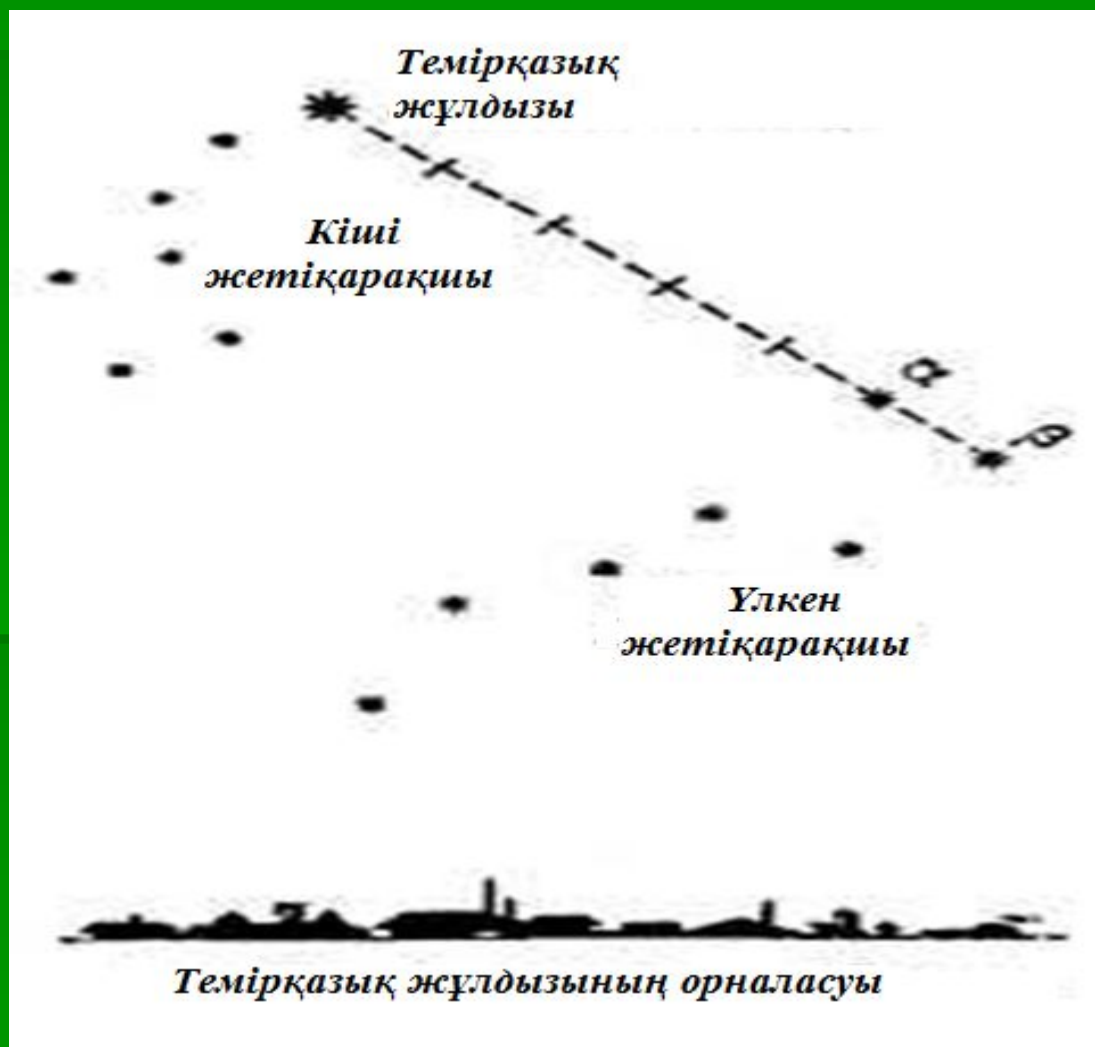 Темірқазық
жұлдызы
Кіші
жетіқарақшы
α
β
Үлкен
жетіқарақшы
Темірқазық жұлдызының орналасуы